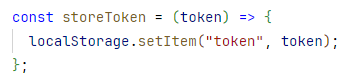 const storeToken = (token) => {
  localStorage.setItem("token", token);
};